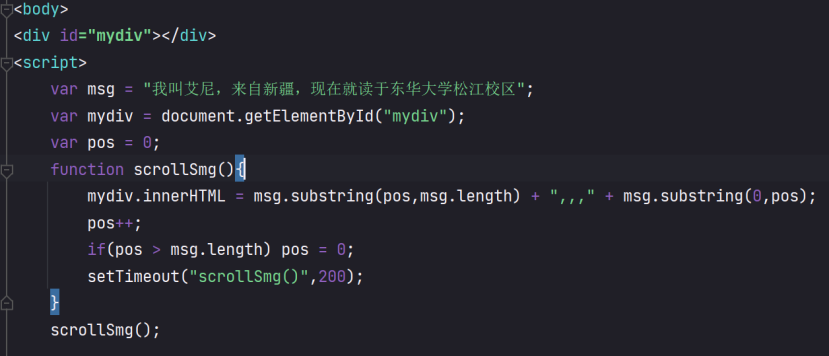 <body>
<div id="mydiv"></div>
<script>
    var msg = "我叫艾尼，来自新疆，现在就读于东华大学松江校区";
    var mydiv = document.getElementById("mydiv");
    var pos = 0;
    function scrollSmg(){
        mydiv.innerHTML = msg.substring(pos,msg.length) + ",,," + msg.substring(0,pos);
        pos++;
        if(pos > msg.length) pos = 0;
        setTimeout("scrollSmg()",200);
    }
    scrollSmg();